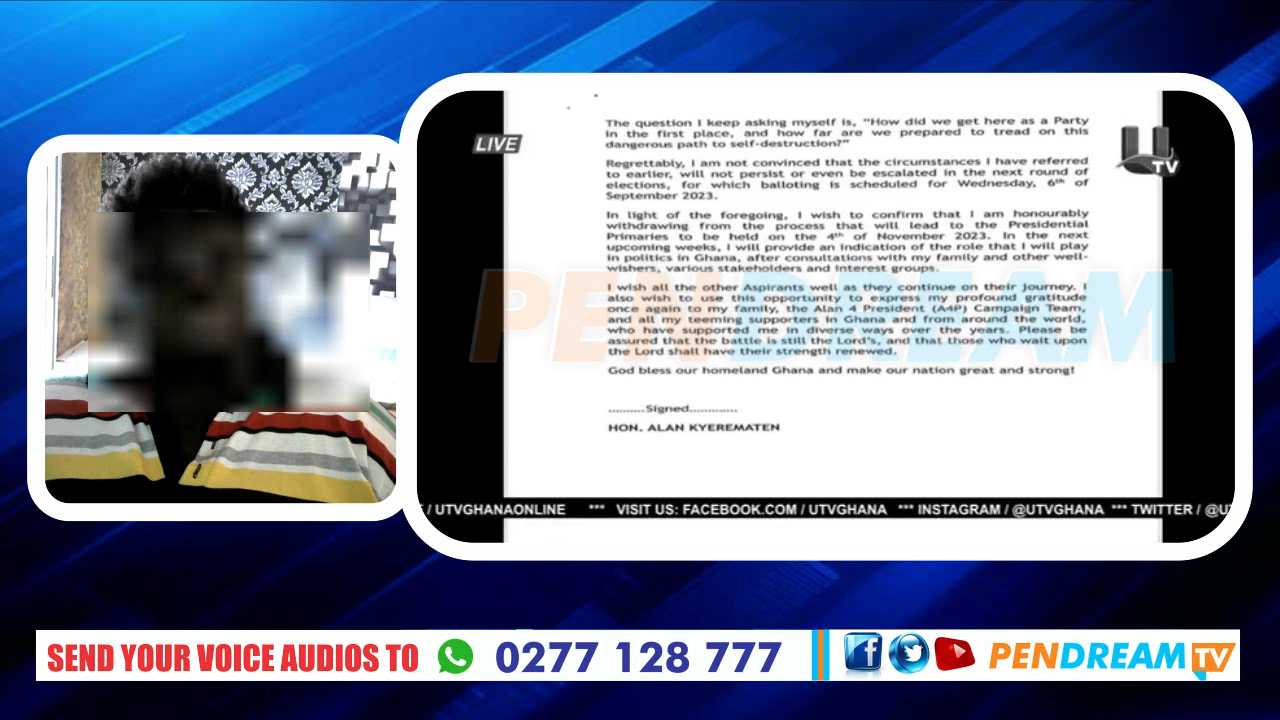 LIVE
U
TV
The question I keep asking myself is, "How did we get here as a Party
in the first place, and how far are we prepared to tread on this
dangerous path to self-destruction?"
Regrettably, I am not convinced that the circumstances I have referred
to earlier, will not persist or even be escalated in the next round of
elections, for which balloting is scheduled for Wednesday, 6th of
September 2023.
In light of the foregoing, I wish to confirm that I am honourably
withdrawing from the process that will lead to the Presidential
Primaries to be held on the 4th of November 2023. In the next
upcoming weeks, I will provide an indication of the role that I will play
in politics in Ghana, after consultations with my family and other well-
wishers, various stakeholders and interest groups.
I wish all the other Aspirants well as they continue on their journey. I
also wish to use this opportunity to express my profound gratitude
once again to my family, the Alan 4 President (A4P) Campaign Team,
and all my teeming supporters in Ghana and from around the world,
who have supported me in diverse ways over the years. Please be
assured that the battle is still the Lord's, and that those who wait upon
the Lord shall have their strength renewed.
God bless our homeland Ghana and make our nation great and strong!
..........Signed.............
HON. ALAN KYEREMATEN
PENDREAM
/ UTVGHANAONLINE *** VISIT US: FACEBOOK.COM / UTVGHANA *** INSTAGRAM / @UTVGHANA *** TWITTER / @U
SEND YOUR VOICE AUDIOS TO 0277 128 777 PENDREAM TV